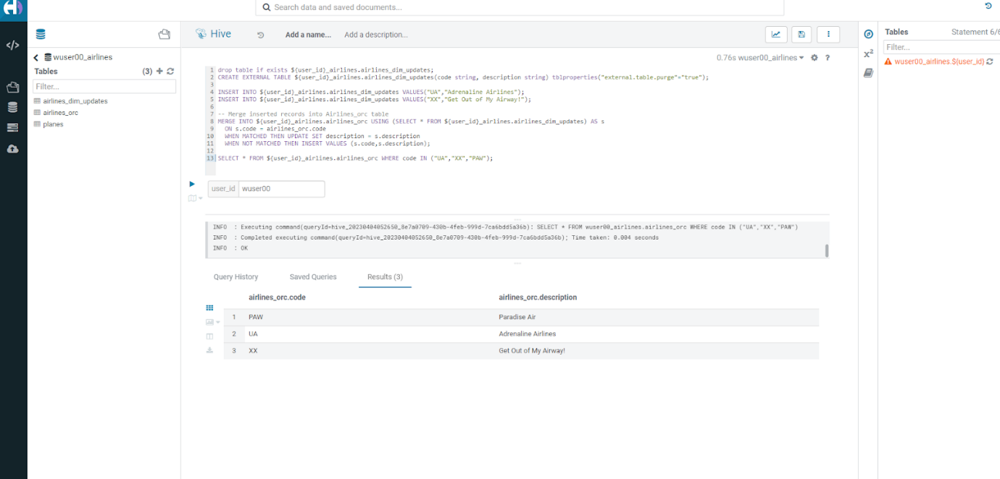 Search data and saved documents...
wuser00_airlines
Tables (3)
Filter...
airlines_dim_updates
airlines_orc
planes
Hive Add a name... Add a description...
0.76s wuser00_airlines ?
1 drop table if exists ${user_id}_airlines.airlines_dim_updates;
2 CREATE EXTERNAL TABLE ${user_id}_airlines.airlines_dim_updates(code string, description string) tblproperties("external.table.purge"="true");
3
4 INSERT INTO ${user_id}_airlines.airlines_dim_updates VALUES("UA","Adrenaline Airlines");
5 INSERT INTO ${user_id}_airlines.airlines_dim_updates VALUES("XX","Get Out of My Airway!");
6
7 -- Merge inserted records into Airlines_orc table
8 MERGE INTO ${user_id}_airlines.airlines_orc USING (SELECT * FROM ${user_id}_airlines.airlines_dim_updates) AS s
9 ON s.code = airlines_orc.code
10 WHEN MATCHED THEN UPDATE SET description = s.description
11 WHEN NOT MATCHED THEN INSERT VALUES (s.code,s.description);
12
13 SELECT * FROM ${user_id}_airlines.airlines_orc WHERE code IN ("UA","XX","PAW");
user_id wuser00
INFO : Executing command(queryId=hive_20230404052650_8e7a0709-430b-4feb-999d-7ca6bdd5a36b): SELECT * FROM wuser00_airlines.airlines_orc WHERE code IN ("UA","XX","PAW")
INFO : Completed executing command(queryId=hive_20230404052650_8e7a0709-430b-4feb-999d-7ca6bdd5a36b); Time taken: 0.004 seconds
INFO : OK
Query History Saved Queries Results (3)
airlines_orc.code airlines_orc.description
1 PAW Paradise Air
2 UA Adrenaline Airlines
3 XX Get Out of My Airway!
Tables Statement 6/6
Filter...
wuser00_airlines.${user_id}